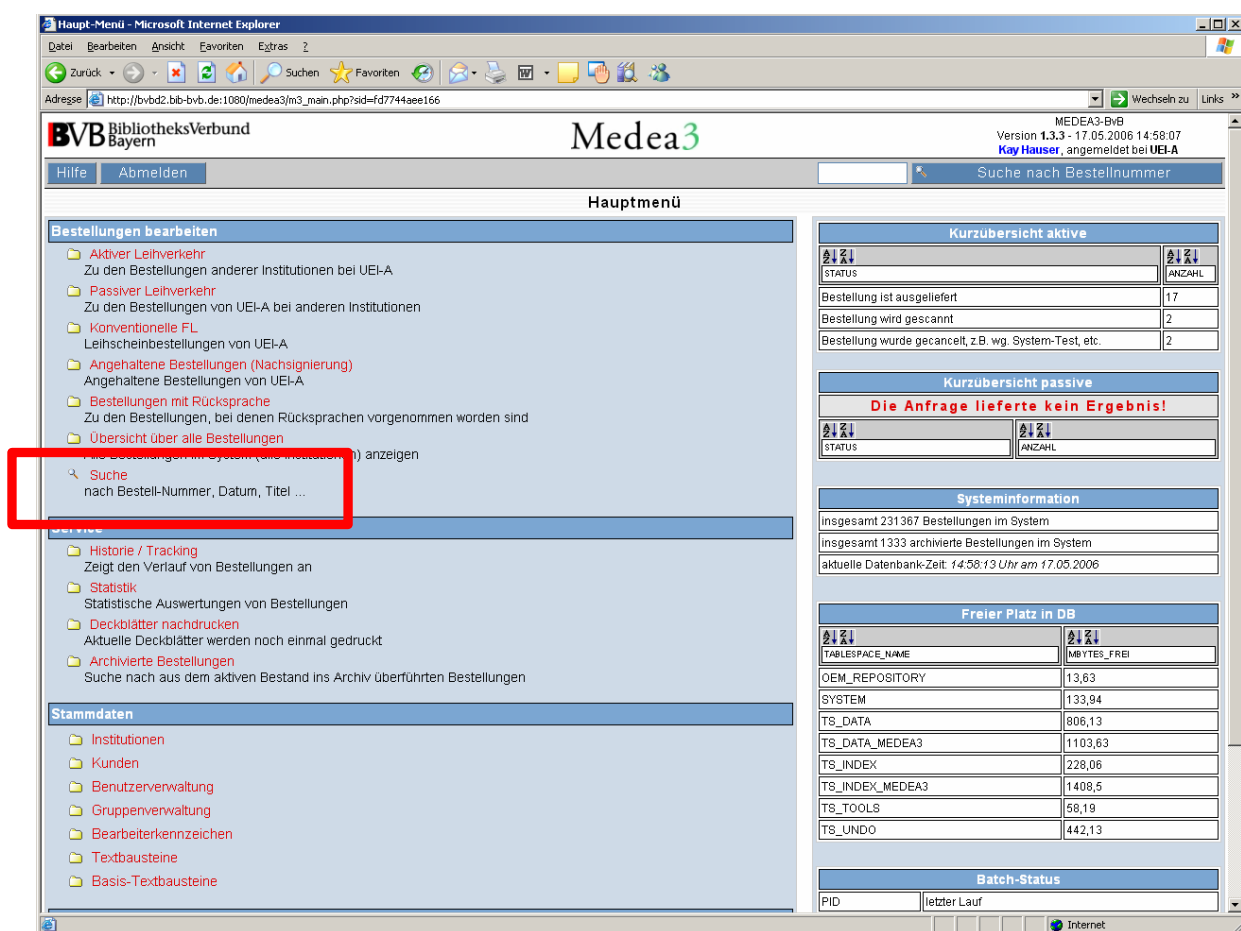 Haupt-Menü - Microsoft Internet Explorer
Datei Bearbeiten Ansicht Favoriten Extras ?
Zurück Suchen Favoriten
Adresse http://bvbd2.bib-bvb.de:1080/medea3/m3_main.php?sid=fd7744aee166 Wechseln zu Links »
BVB BibliotheksVerbund Bayern
Medea3
MEDEA3-BvB
Version 1.3.3 - 17.05.2006 14:58:07
Kay Hauser, angemeldet bei UEI-A
Hilfe Abmelden Suche nach Bestellnummer
Hauptmenü
Bestellungen bearbeiten
Aktiver Leihverkehr
Zu den Bestellungen anderer Institutionen bei UEI-A
Passiver Leihverkehr
Zu den Bestellungen von UEI-A bei anderen Institutionen
Konventionelle FL
Leihscheinbestellungen von UEI-A
Angehaltene Bestellungen (Nachsignierung)
Angehaltene Bestellungen von UEI-A
Bestellungen mit Rücksprache
Zu den Bestellungen, bei denen Rücksprachen vorgenommen worden sind
Übersicht über alle Bestellungen
Alle Bestellungen im System (alle Institutionen) anzeigen
Suche
nach Bestell-Nummer, Datum, Titel ...
Service
Historie / Tracking
Zeigt den Verlauf von Bestellungen an
Statistik
Statistische Auswertungen von Bestellungen
Deckblätter nachdrucken
Aktuelle Deckblätter werden noch einmal gedruckt
Archivierte Bestellungen
Suche nach aus dem aktiven Bestand ins Archiv überführten Bestellungen
Stammdaten
Institutionen
Kunden
Benutzerverwaltung
Gruppenverwaltung
Bearbeiterkennzeichen
Textbausteine
Basis-Textbausteine
Kurzübersicht aktive
STATUS ANZAHL
Bestellung ist ausgeliefert 17
Bestellung wird gescannt 2
Bestellung wurde gecancelt, z.B. wg. System-Test, etc. 2
Kurzübersicht passive
Die Anfrage lieferte kein Ergebnis!
STATUS ANZAHL
Systeminformation
insgesamt 231367 Bestellungen im System
insgesamt 1333 archivierte Bestellungen im System
aktuelle Datenbank-Zeit: 14:58:13 Uhr am 17.05.2006
Freier Platz in DB
TABLESPACE_NAME MBYTES_FREI
OEM_REPOSITORY 13,63
SYSTEM 133,94
TS_DATA 806,13
TS_DATA_MEDEA3 1103,63
TS_INDEX 228,06
TS_INDEX_MEDEA3 1408,5
TS_TOOLS 58,19
TS_UNDO 442,13
Batch-Status
PID letzter Lauf
Internet